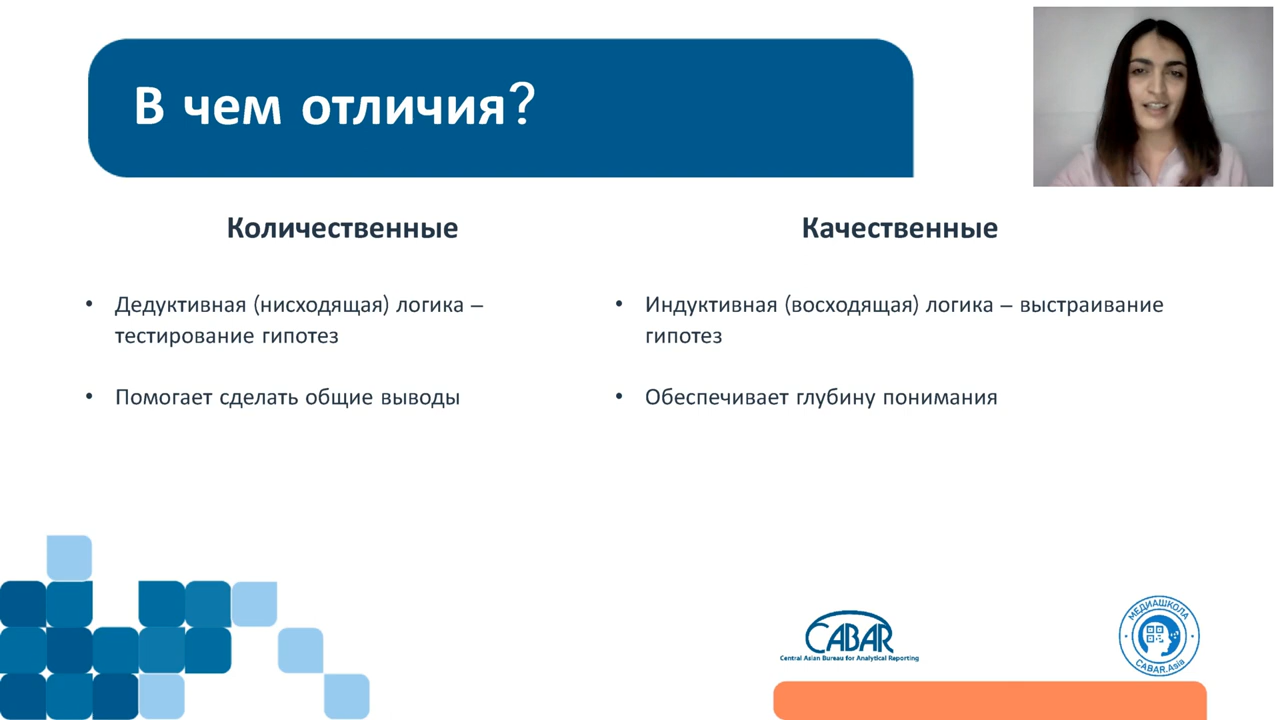 В чем отличия?
Количественные
• Дедуктивная (нисходящая) логика –
тестирование гипотез
• Помогает сделать общие выводы
Качественные
• Индуктивная (восходящая) логика – выстраивание
гипотез
• Обеспечивает глубину понимания
CABAR
Central Asian Bureau for Analytical Reporting
МЕДИАШКОЛА
CABAR.Asia